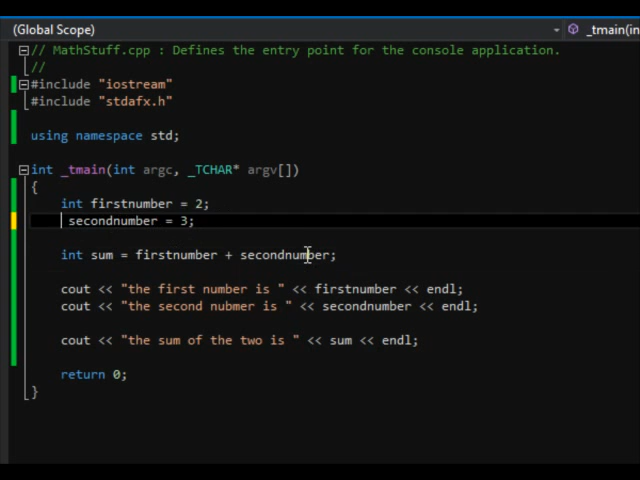 (Global Scope) _tmain(in
// MathStuff.cpp : Defines the entry point for the console application.
//
#include "iostream"
#include "stdafx.h"
using namespace std;
int _tmain(int argc, _TCHAR* argv[])
{
int firstnumber = 2;
secondnumber = 3;
int sum = firstnumber + secondnumber;
cout << "the first number is " << firstnumber << endl;
cout << "the second nubmer is " << secondnumber << endl;
cout << "the sum of the two is " << sum << endl;
return 0;
}